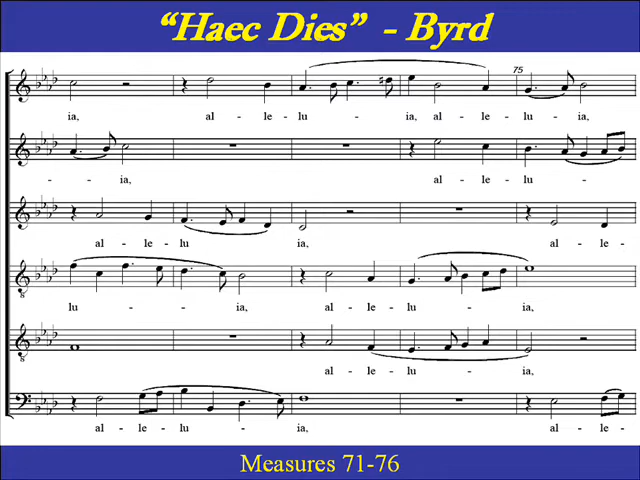 “Haec Dies” - Byrd
75
ia, al - le - lu - ia, al - le - lu - ia,
- - ia, al - le - lu -
al - le - lu ia, al - le -
lu - ia, al - le - lu - ia,
al - le - lu - ia,
al - le - lu - ia, al - le -
Measures 71-76